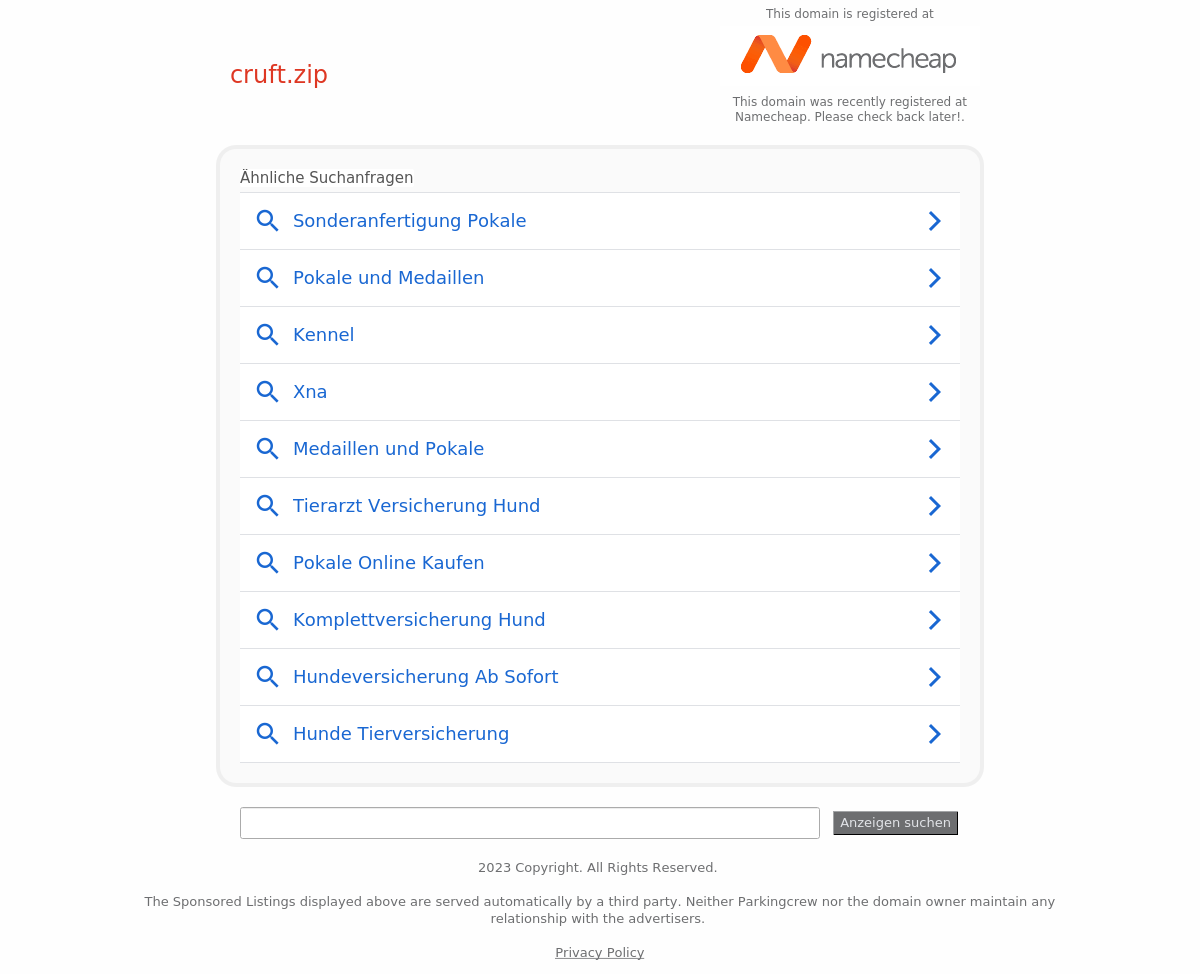 This domain is registered at
namecheap
cruft.zip
This domain was recently registered at
Namecheap. Please check back later!.
Ähnliche Suchanfragen
Sonderanfertigung Pokale
Pokale und Medaillen
Kennel
Xna
Medaillen und Pokale
Tierarzt Versicherung Hund
Pokale Online Kaufen
Komplettversicherung Hund
Hundeversicherung Ab Sofort
Hunde Tierversicherung
Anzeigen suchen
2023 Copyright. All Rights Reserved.
The Sponsored Listings displayed above are served automatically by a third party. Neither Parkingcrew nor the domain owner maintain any
relationship with the advertisers.
Privacy Policy